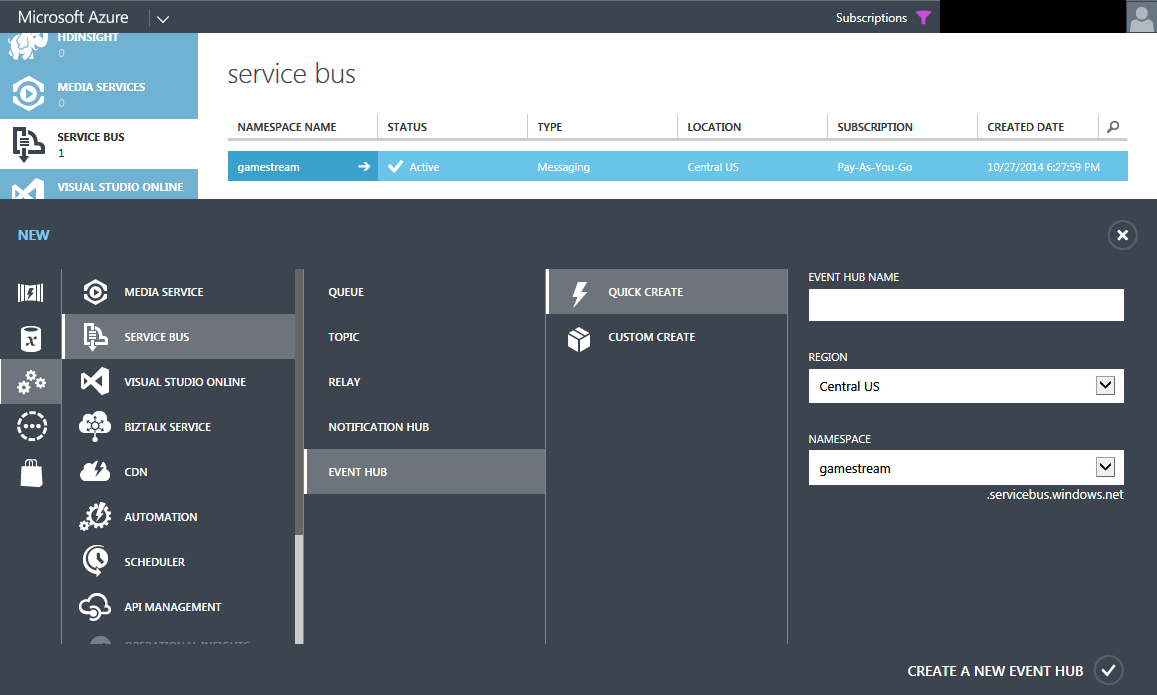 Microsoft Azure
Subscriptions
HDINSIGHT
0
MEDIA SERVICES
0
SERVICE BUS
1
VISUAL STUDIO ONLINE
service bus
NAMESPACE NAME STATUS TYPE LOCATION SUBSCRIPTION CREATED DATE
gamestream Active Messaging Central US Pay-As-You-Go 10/27/2014 6:27:59 PM
NEW
MEDIA SERVICE
SERVICE BUS
VISUAL STUDIO ONLINE
BIZTALK SERVICE
CDN
AUTOMATION
SCHEDULER
API MANAGEMENT
OPERATIONAL INSIGHTS
QUEUE
TOPIC
RELAY
NOTIFICATION HUB
EVENT HUB
QUICK CREATE
CUSTOM CREATE
EVENT HUB NAME
REGION
Central US
NAMESPACE
gamestream
.servicebus.windows.net
CREATE A NEW EVENT HUB